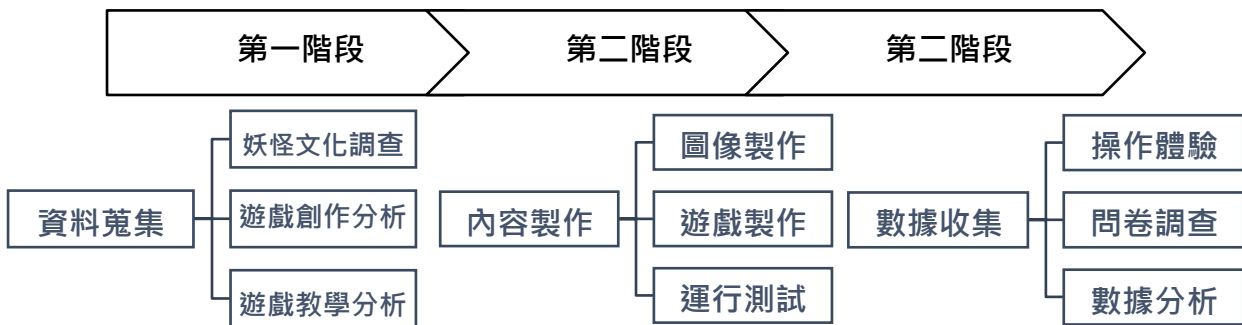 第一階段
第二階段
第二階段
資料蒐集
妖怪文化調查
遊戲創作分析
遊戲教學分析
內容製作
圖像製作
遊戲製作
運行測試
數據收集
操作體驗
問卷調查
數據分析